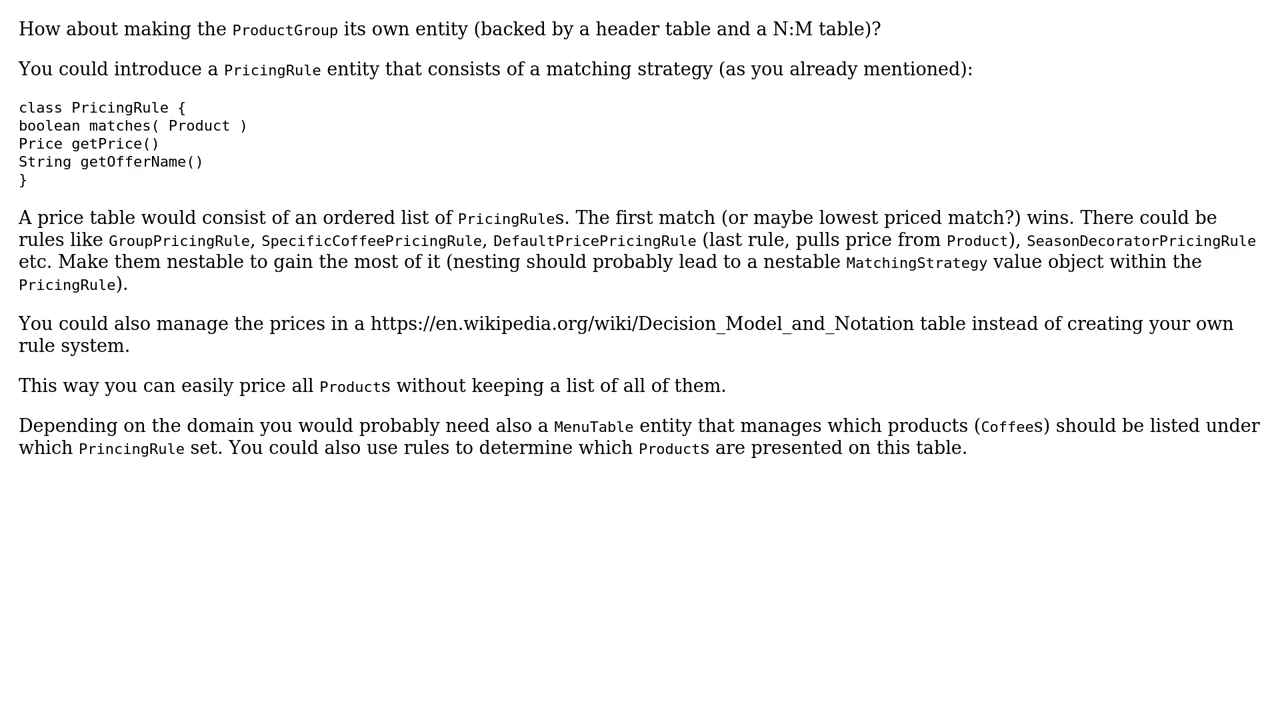 How about making the ProductGroup its own entity (backed by a header table and a N:M table)?
You could introduce a PricingRule entity that consists of a matching strategy (as you already mentioned):
class PricingRule {
boolean matches( Product )
Price getPrice()
String getOfferName()
}
A price table would consist of an ordered list of PricingRules. The first match (or maybe lowest priced match?) wins. There could be
rules like GroupPricingRule, SpecificCoffeePricingRule, DefaultPricePricingRule (last rule, pulls price from Product), SeasonDecoratorPricingRule
etc. Make them nestable to gain the most of it (nesting should probably lead to a nestable MatchingStrategy value object within the
PricingRule).
You could also manage the prices in a https://en.wikipedia.org/wiki/Decision_Model_and_Notation table instead of creating your own
rule system.
This way you can easily price all Products without keeping a list of all of them.
Depending on the domain you would probably need also a MenuTable entity that manages which products (Coffees) should be listed under
which PrincingRule set. You could also use rules to determine which Products are presented on this table.